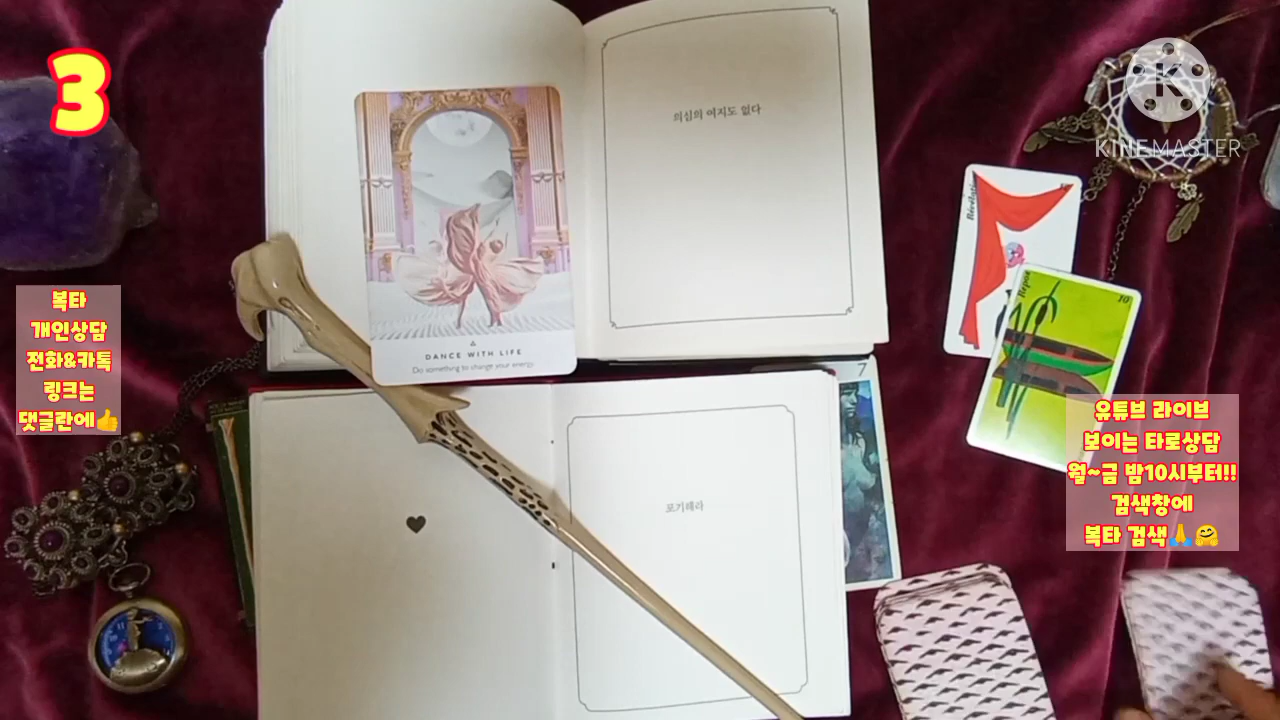 3
의심의 여지도 없다
KINEMASTER
Révélation
Repos
10
DANCE WITH LIFE
Do something to change your energy.
복타
개인상담
전화&카톡
링크는
댓글란에👍
7
유튜브 라이브
보이는 타로상담
월~금 밤10시부터!!
검색창에
복타 검색🙏🤗
포기해라